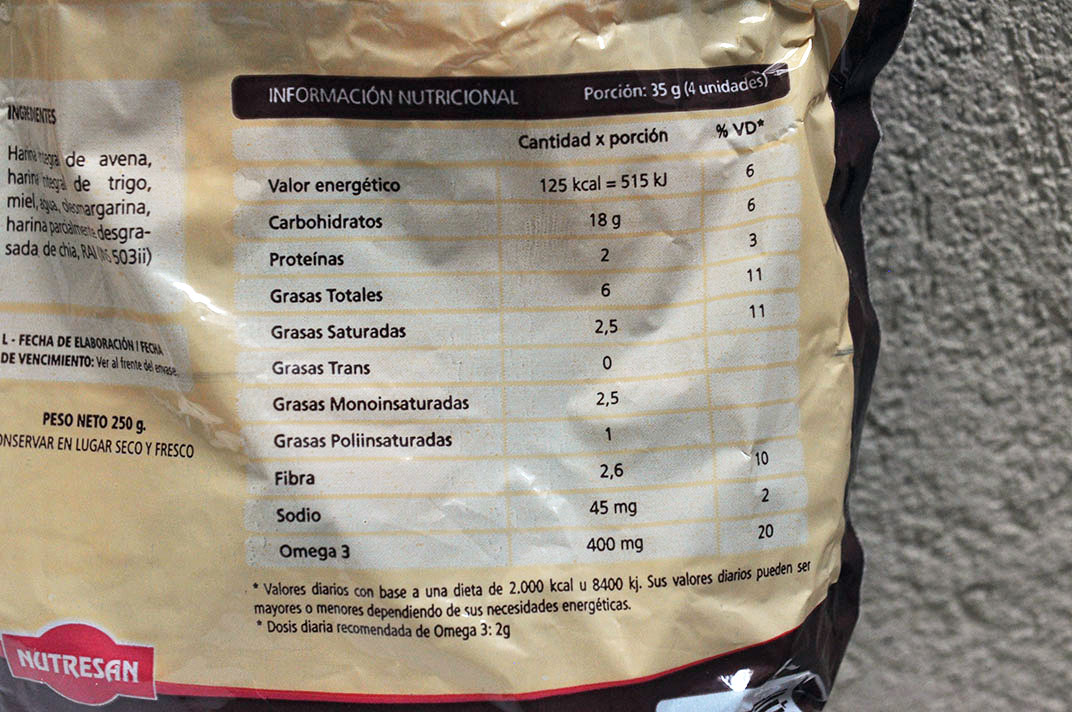 INGREDIENTES
Harina integral de avena,
harina integral de trigo,
miel, agua, oleomargarina,
harina parcialmente desgra-
sada de chia, RAI (INS 503ii)
L - FECHA DE ELABORACIÓN / FECHA
DE VENCIMIENTO: Ver al frente del envase.
PESO NETO 250 g.
ONSERVAR EN LUGAR SECO Y FRESCO
NUTRESAN
INFORMACIÓN NUTRICIONAL Porción: 35 g (4 unidades)
Cantidad x porción % VD*
Valor energético 125 kcal = 515 kJ 6
Carbohidratos 18 g 6
Proteínas 2 3
Grasas Totales 6 11
Grasas Saturadas 2,5 11
Grasas Trans 0
Grasas Monoinsaturadas 2,5
Grasas Poliinsaturadas 1
Fibra 2,6 10
Sodio 45 mg 2
Omega 3 400 mg 20
* Valores diarios con base a una dieta de 2.000 kcal u 8400 kj. Sus valores diarios pueden ser
mayores o menores dependiendo de sus necesidades energéticas.
* Dosis diaria recomendada de Omega 3: 2g